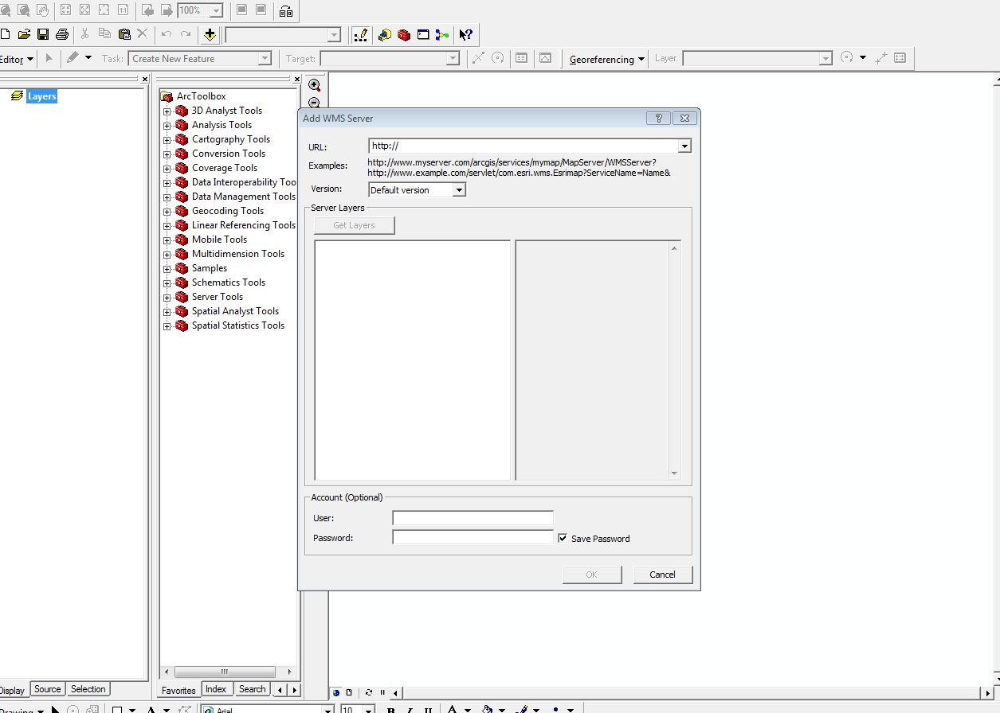 100%
Editor
Task: Create New Feature
Target:
Georeferencing
Layer:
Layers
ArcToolbox
3D Analyst Tools
Analysis Tools
Cartography Tools
Conversion Tools
Coverage Tools
Data Interoperability Too
Data Management Tools
Geocoding Tools
Linear Referencing Tools
Mobile Tools
Multidimension Tools
Samples
Schematics Tools
Server Tools
Spatial Analyst Tools
Spatial Statistics Tools
Add WMS Server
URL: http://
Examples: http://www.myserver.com/arcgis/services/mymap/MapServer/WMSServer?
http://www.example.com/servlet/com.esri.wms.Esrimap?ServiceName=Name&
Version: Default version
Server Layers
Get Layers
Account (Optional)
User:
Password:
Save Password
OK Cancel
Display Source Selection
Favorites Index Search
Drawing Arial 10 B I U A